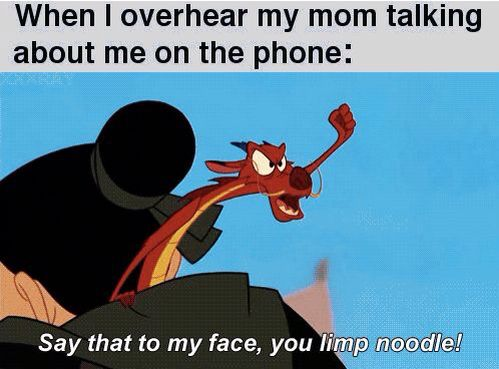 When I overhear my mom talking
about me on the phone:
Say that to my face, you limp noodle!